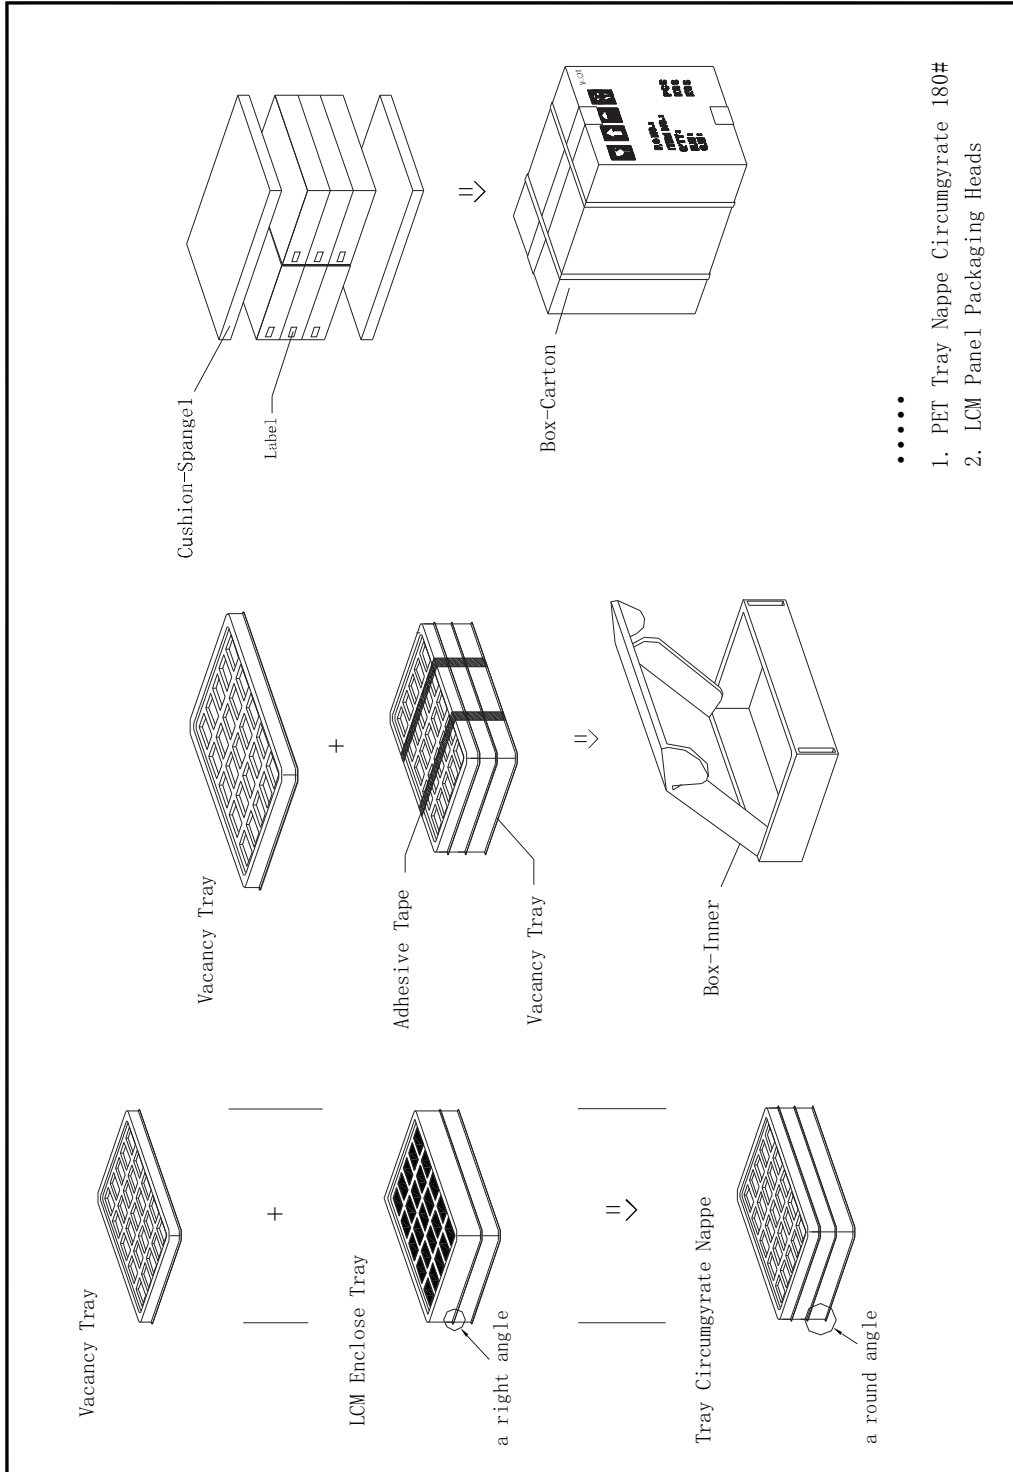 Vacancy Tray
LCM Enclose Tray
a right angle
Tray Circumgyrate Nappe
a round angle
Vacancy Tray
Adhesive Tape
Vacancy Tray
Box-Inner
Cushion-Spangel
Label
Box-Carton
1. PET Tray Nappe Circumgyrate 180#
2. LCM Panel Packaging Heads